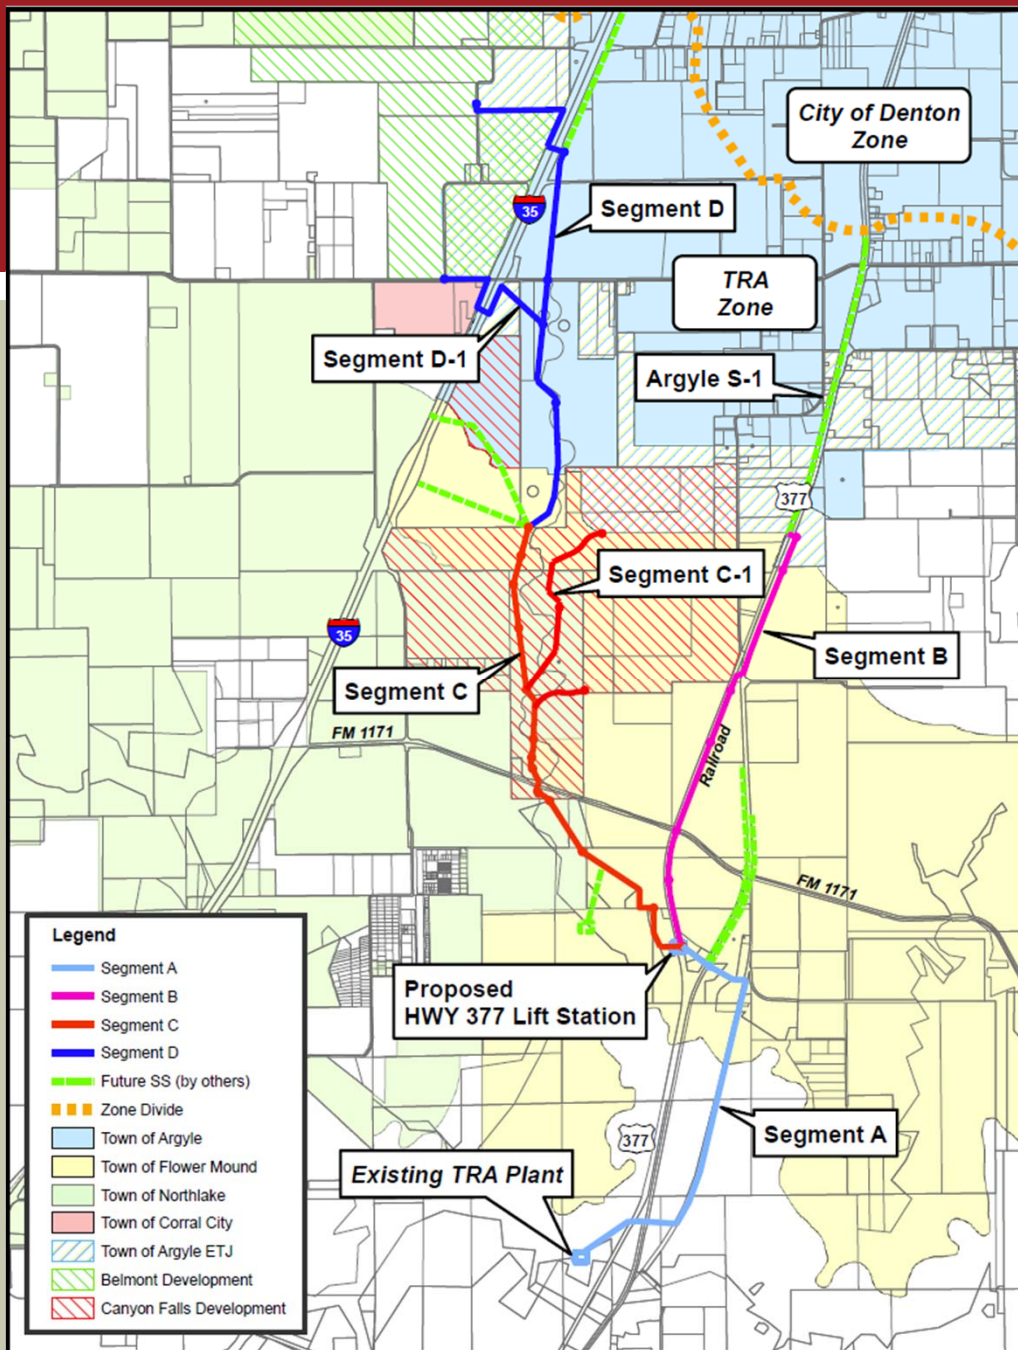 City of Denton
Zone
35
Segment D
TRA
Zone
Segment D-1
Argyle S-1
377
Segment C-1
35
Segment B
Segment C
FM 1171
Railroad
FM 1171
Legend
Segment A
Segment B
Segment C
Segment D
Future SS (by others)
Zone Divide
Town of Argyle
Town of Flower Mound
Town of Northlake
Town of Corral City
Town of Argyle ETJ
Belmont Development
Canyon Falls Development
Proposed
HWY 377 Lift Station
377
Segment A
Existing TRA Plant